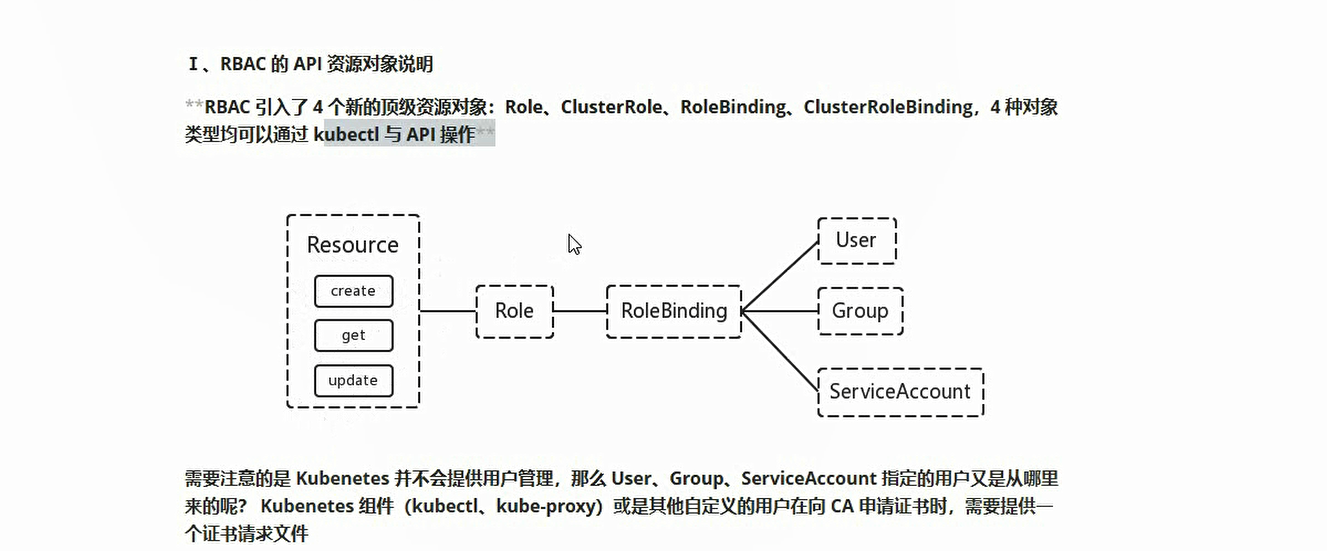 Ⅰ、RBAC 的 API 资源对象说明
**RBAC 引入了 4 个新的顶级资源对象：Role、ClusterRole、RoleBinding、ClusterRoleBinding，4 种对象
类型均可以通过 kubectl 与 API 操作**
Resource
create
get
update
Role
RoleBinding
User
Group
ServiceAccount
需要注意的是 Kubenetes 并不会提供用户管理，那么 User、Group、ServiceAccount 指定的用户又是从哪里
来的呢？ Kubenetes 组件（kubectl、kube-proxy）或是其他自定义的用户在向 CA 申请证书时，需要提供一
个证书请求文件